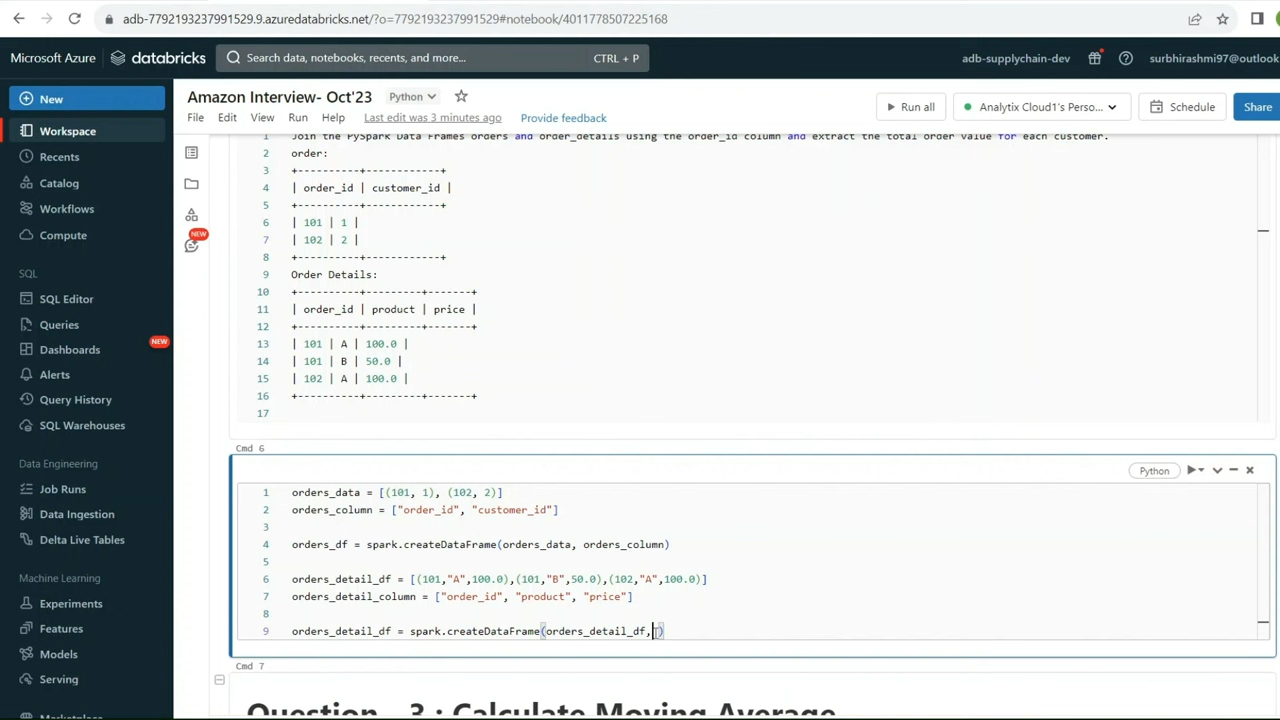 adb-7792193237991529.9.azuredatabricks.net/?o=7792193237991529#notebook/4011778507225168
Microsoft Azure databricks Search data, notebooks, recents, and more... CTRL + P adb-supplychain-dev surbhirashmi97@outlook
New
Workspace
Recents
Catalog
Workflows
Compute
SQL
SQL Editor
Queries
Dashboards NEW
Alerts
Query History
SQL Warehouses
Data Engineering
Job Runs
Data Ingestion
Delta Live Tables
Machine Learning
Experiments
Features
Models
Serving
Marketplace
Amazon Interview- Oct'23 Python
File Edit View Run Help Last edit was 3 minutes ago Provide feedback
Run all Analytix Cloud1's Perso... Schedule Share
NEW
1 Join the PySpark Data Frames orders and order_details using the order_id column and extract the total order value for each customer.
2 order:
3 +----------+------------+
4 | order_id | customer_id |
5 +----------+------------+
6 | 101 | 1 |
7 | 102 | 2 |
8 +----------+------------+
9 Order Details:
10 +----------+---------+-------+
11 | order_id | product | price |
12 +----------+---------+-------+
13 | 101 | A | 100.0 |
14 | 101 | B | 50.0 |
15 | 102 | A | 100.0 |
16 +----------+---------+-------+
17
Cmd 6
Python
1 orders_data = [(101, 1), (102, 2)]
2 orders_column = ["order_id", "customer_id"]
3
4 orders_df = spark.createDataFrame(orders_data, orders_column)
5
6 orders_detail_df = [(101,"A",100.0),(101,"B",50.0),(102,"A",100.0)]
7 orders_detail_column = ["order_id", "product", "price"]
8
9 orders_detail_df = spark.createDataFrame(orders_detail_df,)
Cmd 7
Question - 3 : Calculate Moving Average